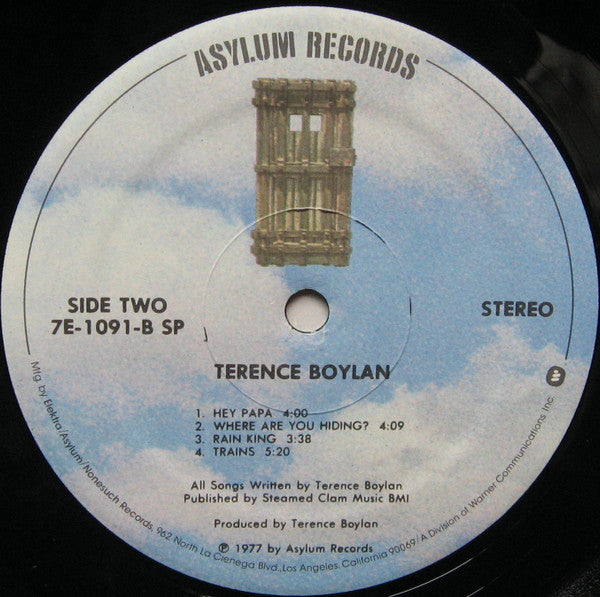 ASYLUM RECORDS
SIDE TWO
7E-1091-B SP
STEREO
TERENCE BOYLAN
1. HEY PAPA 4:00
2. WHERE ARE YOU HIDING? 4:09
3. RAIN KING 3:38
4. TRAINS 5:20
All Songs Written by Terence Boylan
Published by Steamed Clam Music BMI
Produced by Terence Boylan
℗ 1977 by Asylum Records
Mfg. by Elektra/Asylum/Nonesuch Records, 962 North La Cienega Blvd., Los Angeles, California 90069/A Division of Warner Communications Inc.